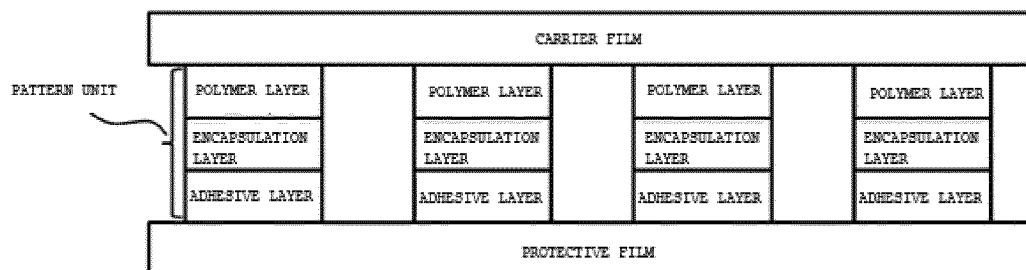 CARRIER FILM
PATTERN UNIT
POLYMER LAYER
POLYMER LAYER
POLYMER LAYER
POLYMER LAYER
ENCAPSULATION
LAYER
ENCAPSULATION
LAYER
ENCAPSULATION
LAYER
ENCAPSULATION
LAYER
ADHESIVE LAYER
ADHESIVE LAYER
ADHESIVE LAYER
ADHESIVE LAYER
PROTECTIVE FILM